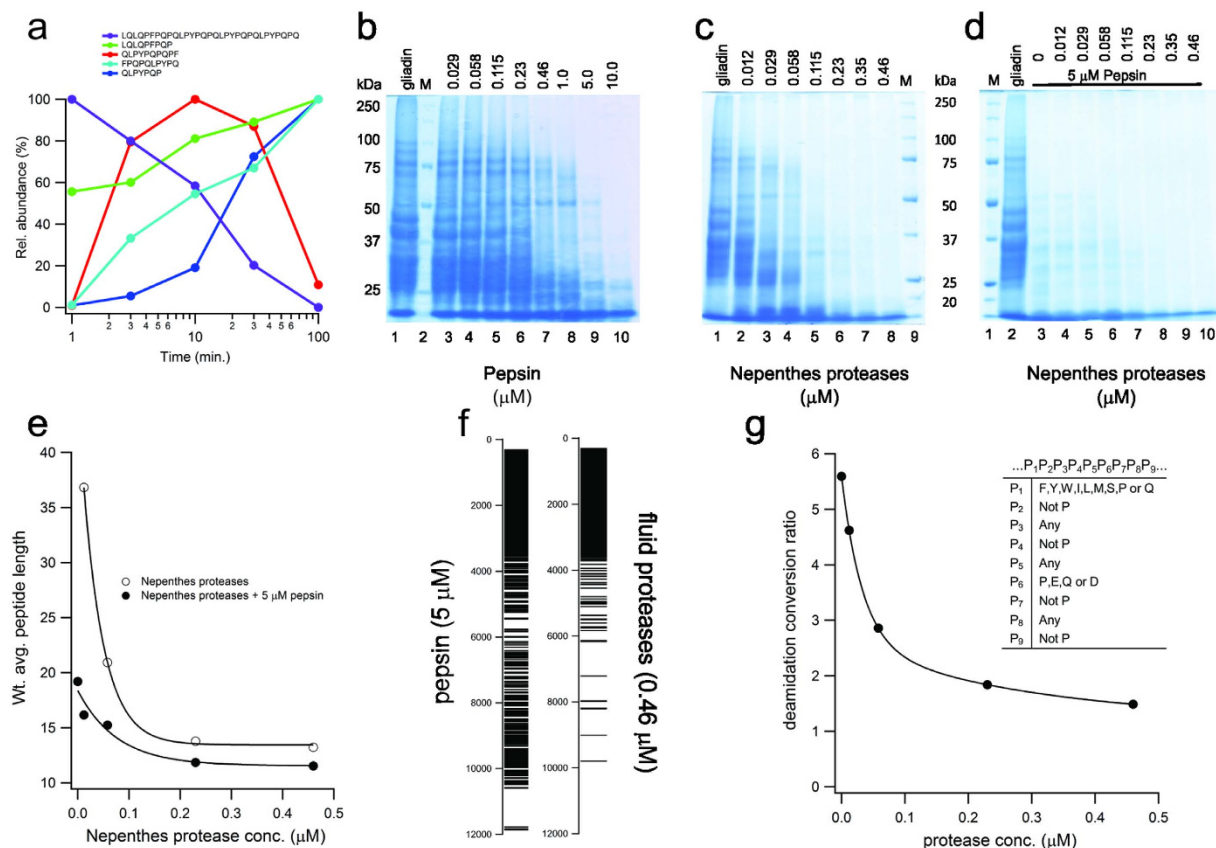 a
LQLQPFPQPQLPYPQPQLPYPQPQLPYPQPQ
LQLQPFPQP
QLPYPQPQPF
FPQPQLPYPQ
QLPYPQP
Rel. abundance (%)
100
80
60
40
20
0
1 2 3 4 5 6 10 2 3 4 5 6 100
Time (min.)
b
gliadin M 0.029 0.058 0.115 0.23 0.46 1.0 5.0 10.0
kDa
250
100
75
50
37
25
1 2 3 4 5 6 7 8 9 10
Pepsin
(μM)
c
gliadin 0.012 0.029 0.058 0.115 0.23 0.35 0.46 M
1 2 3 4 5 6 7 8 9
Nepenthes proteases
(μM)
d
M gliadin 0 0.012 0.029 0.058 0.115 0.23 0.35 0.46
5 μM Pepsin
kDa
250
100
75
50
37
25
20
1 2 3 4 5 6 7 8 9 10
Nepenthes proteases
(μM)
e
Wt. avg. peptide length
40
35
30
25
20
15
10
Nepenthes proteases
Nepenthes proteases + 5 μM pepsin
0.0 0.1 0.2 0.3 0.4 0.5
Nepenthes protease conc. (μM)
f
pepsin (5 μM)
0
2000
4000
6000
8000
10000
12000
0
2000
4000
6000
8000
10000
12000
fluid proteases (0.46 μM)
g
deamidation conversion ratio
6
5
4
3
2
1
0
...P1P2P3P4P5P6P7P8P9...
P1 F,Y,W,I,L,M,S,P or Q
P2 Not P
P3 Any
P4 Not P
P5 Any
P6 P,E,Q or D
P7 Not P
P8 Any
P9 Not P
0.0 0.1 0.2 0.3 0.4 0.5
protease conc. (μM)